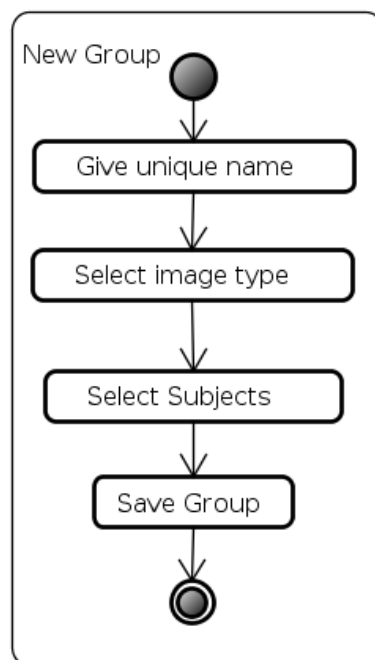 New Group
Give unique name
Select image type
Select Subjects
Save Group